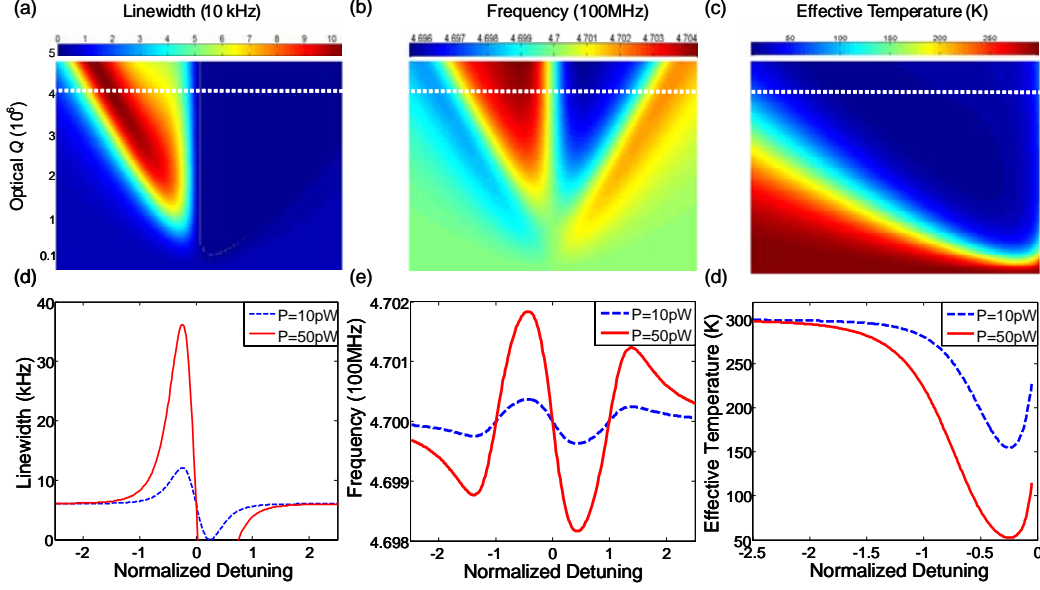 (a) Linewidth (10 kHz)
(b) Frequency (100MHz)
(c) Effective Temperature (K)
0 1 2 3 4 5 6 7 8 9 10
4.696 4.697 4.698 4.699 4.7 4.701 4.702 4.703 4.704
50 100 150 200 250
Optical Q (10⁶)
5
4
3
2
1
0.1
(d)
Linewidth (kHz)
40
30
20
10
0
P=10pW
P=50pW
-2 -1 0 1 2
Normalized Detuning
(e)
Frequency (100MHz)
4.702
4.701
4.700
4.699
4.698
P=10pW
P=50pW
-2 -1 0 1 2
Normalized Detuning
(d)
Effective Temperature (K)
300
250
200
150
100
50
P=10pW
P=50pW
-2.5 -2 -1.5 -1 -0.5 0
Normalized Detuning